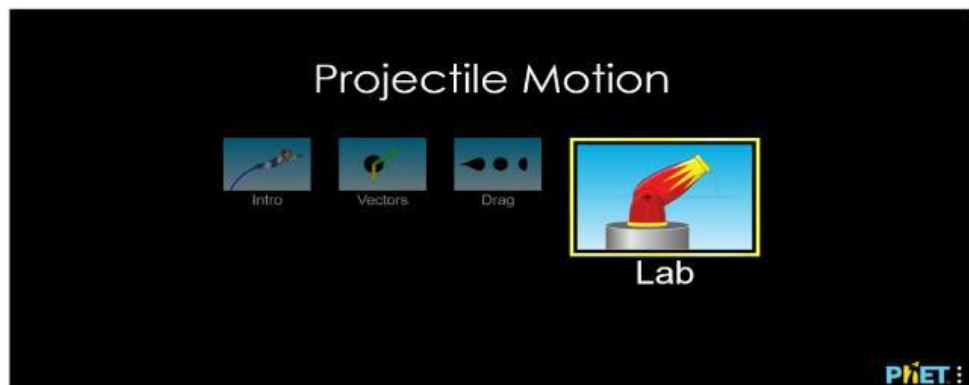 Projectile Motion
Intro
Vectors
Drag
Lab
PhET